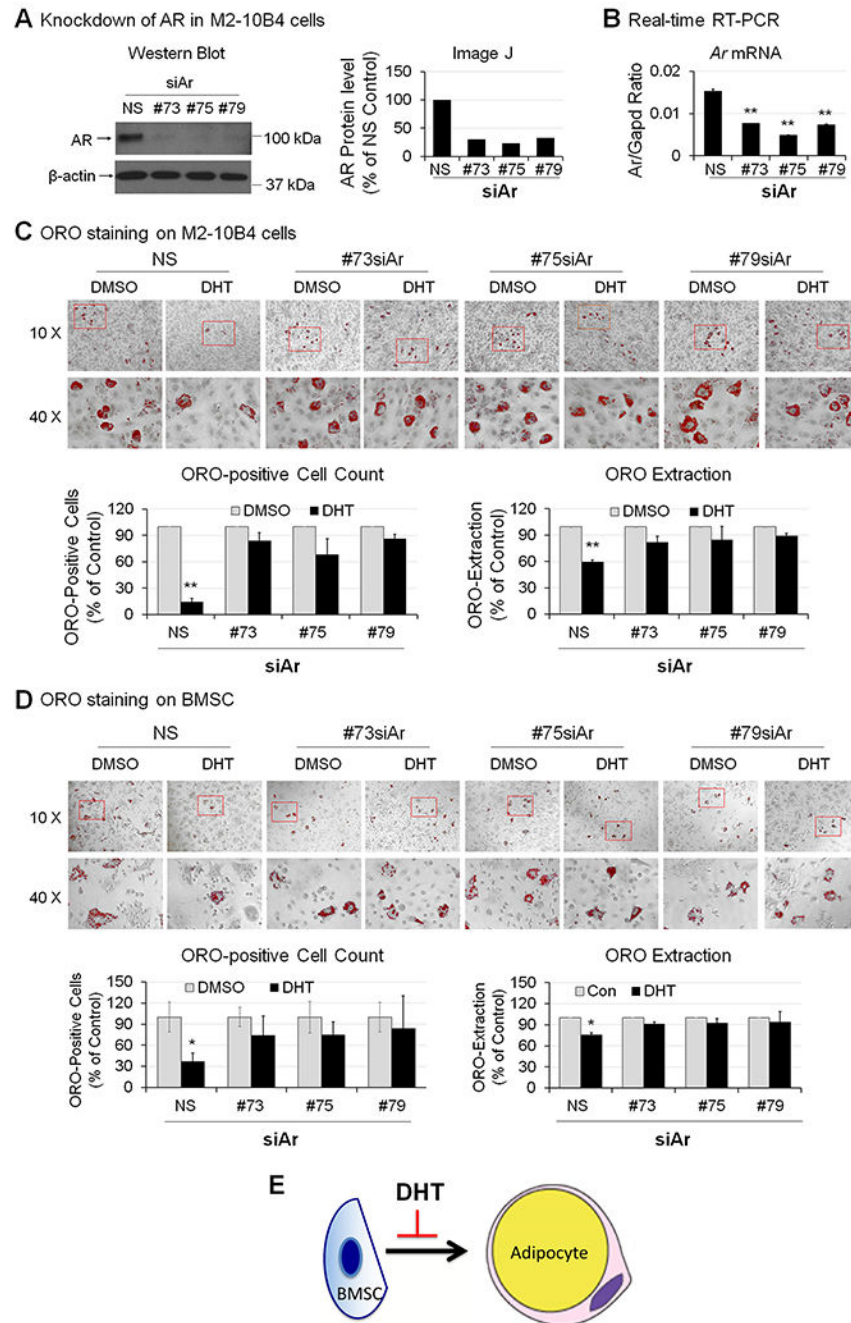 A Knockdown of AR in M2-10B4 cells
Western Blot
siAr
NS #73 #75 #79
AR
100 kDa
β-actin
37 kDa
Image J
AR Protein level
(% of NS Control)
100
75
50
25
0
NS #73 #75 #79
siAr
B Real-time RT-PCR
Ar mRNA
Ar/Gapd Ratio
0.02
0.01
0
** ** **
NS #73 #75 #79
siAr
C ORO staining on M2-10B4 cells
NS #73siAr #75siAr #79siAr
DMSO DHT DMSO DHT DMSO DHT DMSO DHT
10 X
40 X
ORO-positive Cell Count
ORO-Positive Cells
(% of Control)
120
90
60
30
0
DMSO DHT
**
NS #73 #75 #79
siAr
ORO Extraction
ORO-Extraction
(% of Control)
120
90
60
30
0
DMSO DHT
**
NS #73 #75 #79
siAr
D ORO staining on BMSC
NS #73siAr #75siAr #79siAr
DMSO DHT DMSO DHT DMSO DHT DMSO DHT
10 X
40 X
ORO-positive Cell Count
ORO-Positive Cells
(% of Control)
150
120
90
60
30
0
DMSO DHT
*
NS #73 #75 #79
siAr
ORO Extraction
ORO-Extraction
(% of Control)
150
120
90
60
30
0
Con DHT
*
NS #73 #75 #79
siAr
E
DHT
BMSC
Adipocyte